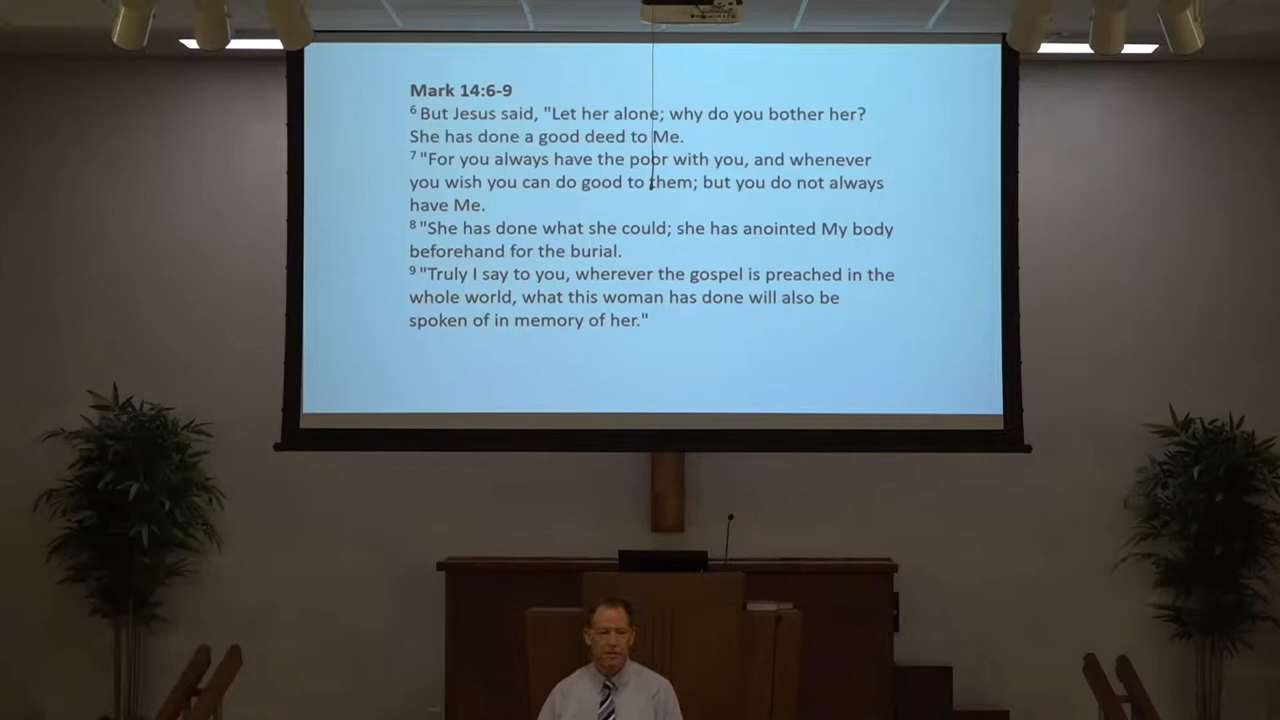 Mark 14:6-9
6 But Jesus said, "Let her alone; why do you bother her?
She has done a good deed to Me.
7 "For you always have the poor with you, and whenever
you wish you can do good to them; but you do not always
have Me.
8 "She has done what she could; she has anointed My body
beforehand for the burial.
9 "Truly I say to you, wherever the gospel is preached in the
whole world, what this woman has done will also be
spoken of in memory of her."